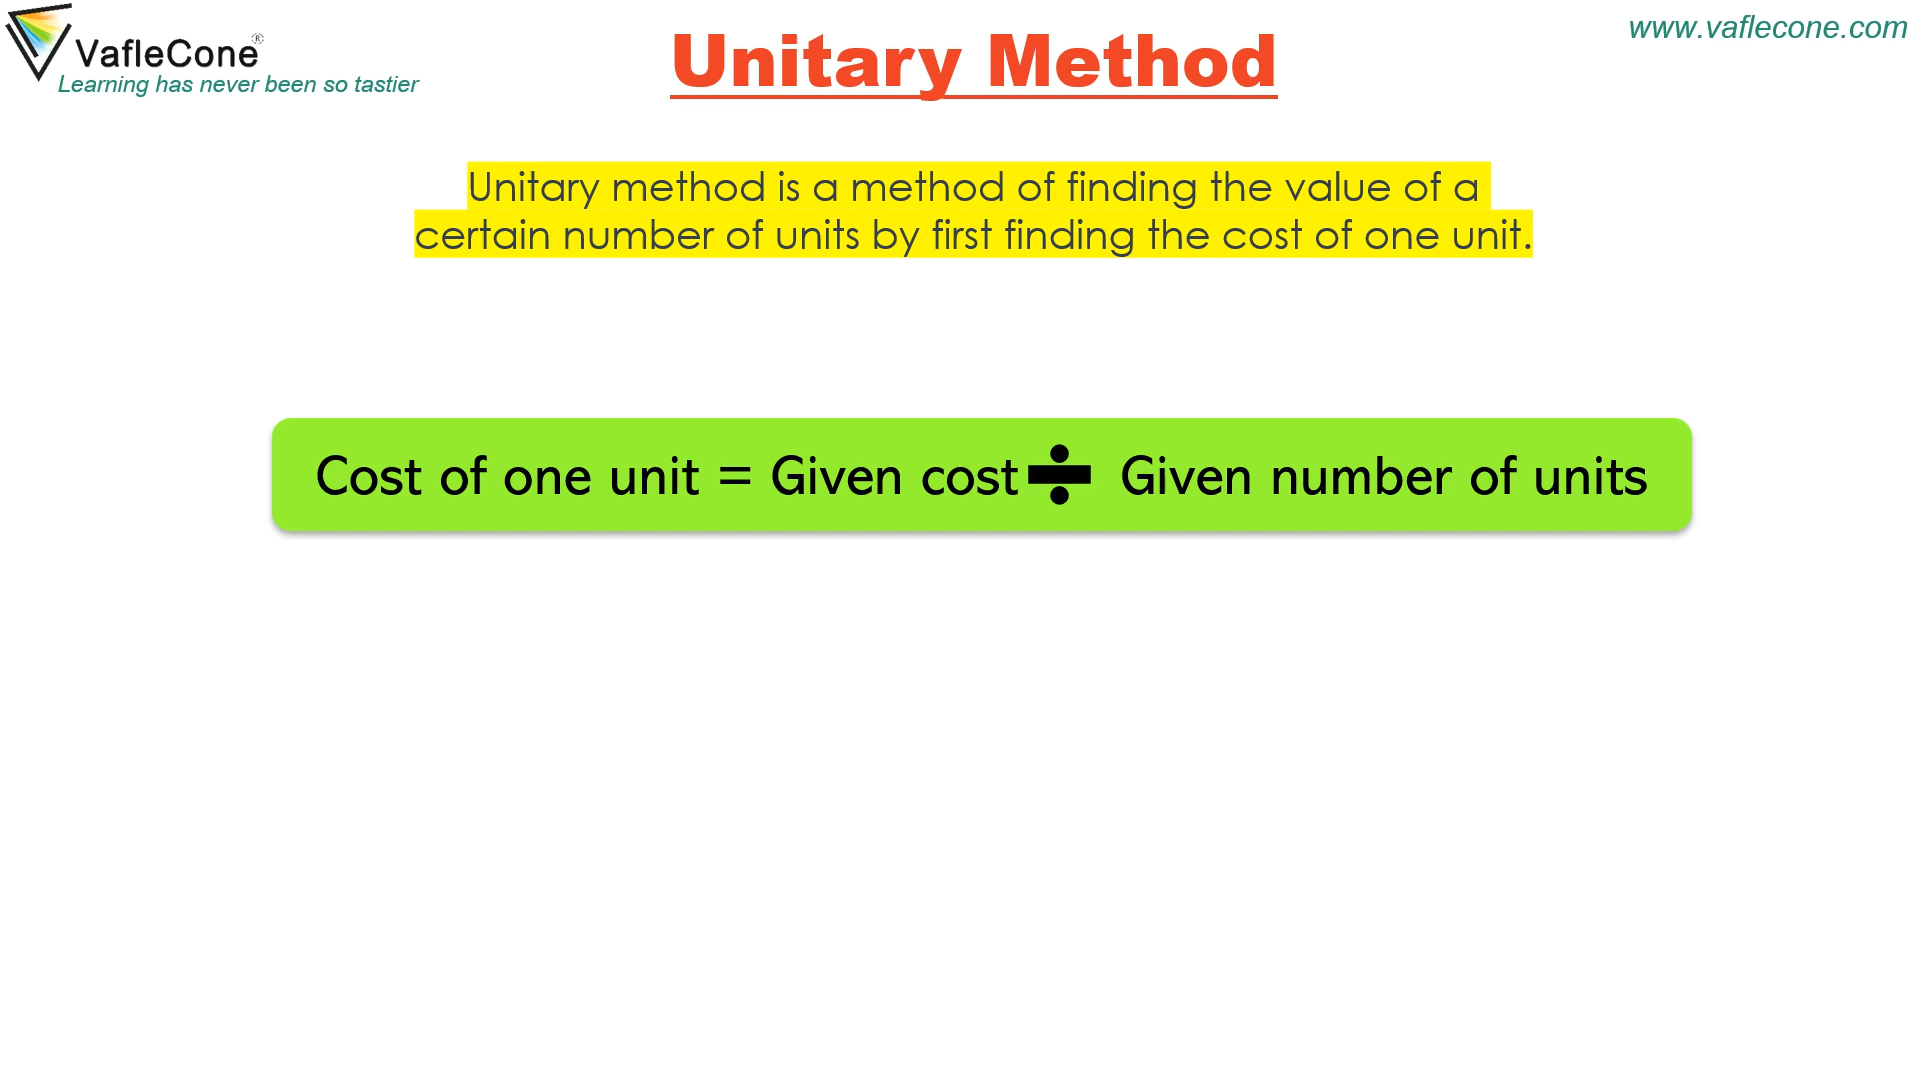 VafleCone®
Learning has never been so tastier
Unitary Method
www.vaflecone.com
Unitary method is a method of finding the value of a
certain number of units by first finding the cost of one unit.
Cost of one unit = Given cost ÷ Given number of units